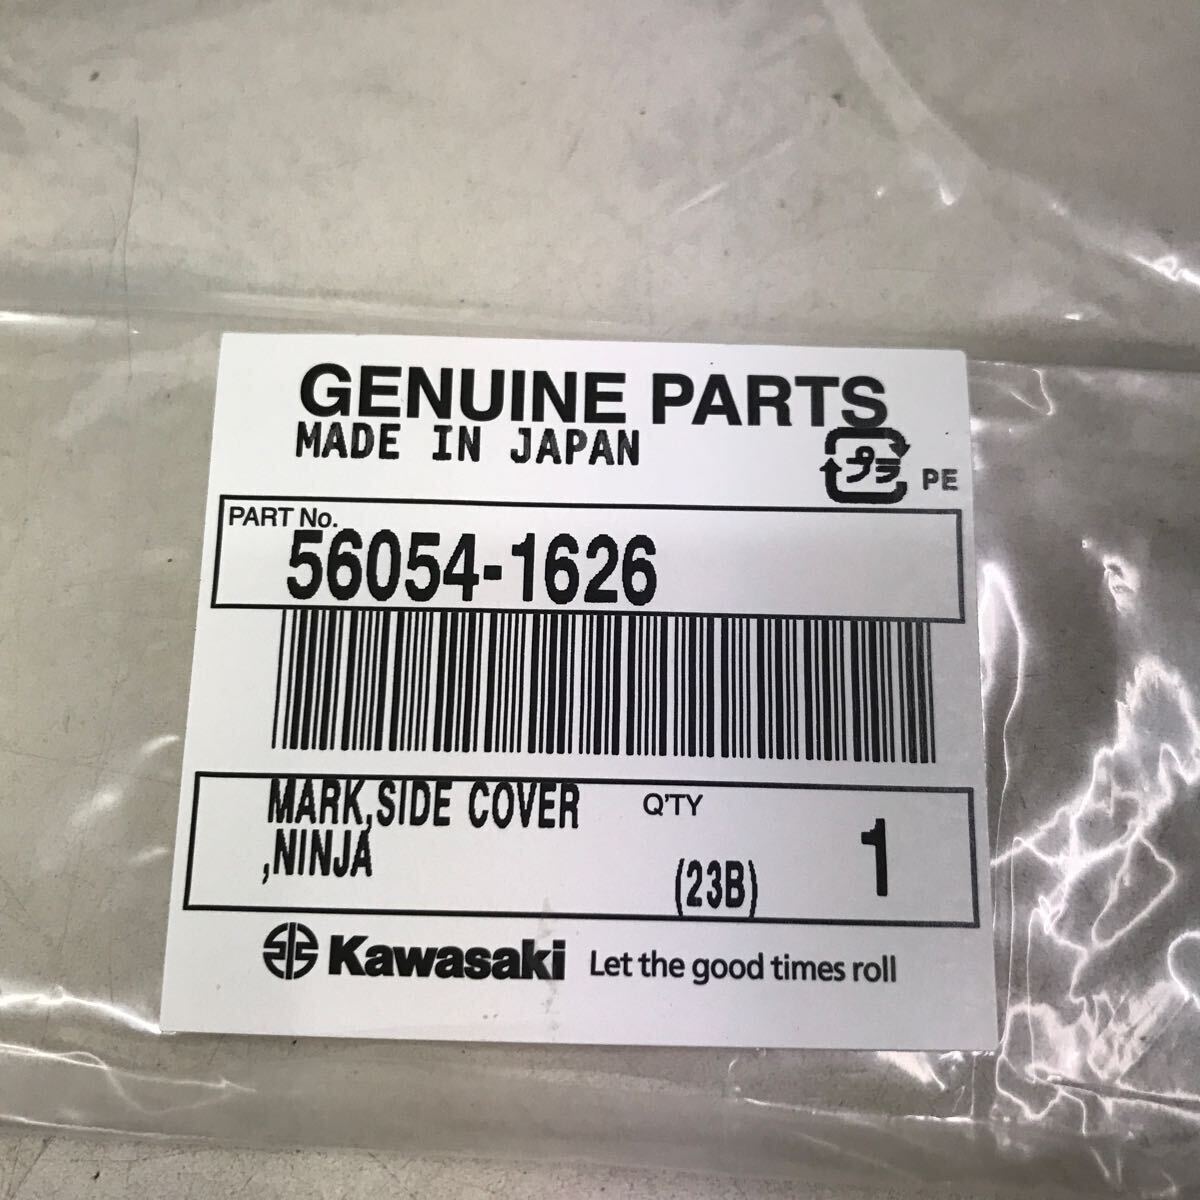 GENUINE PARTS
MADE IN JAPAN
プラ PE
PART No.
56054-1626
MARK,SIDE COVER Q'TY
,NINJA (23B) 1
Kawasaki Let the good times roll